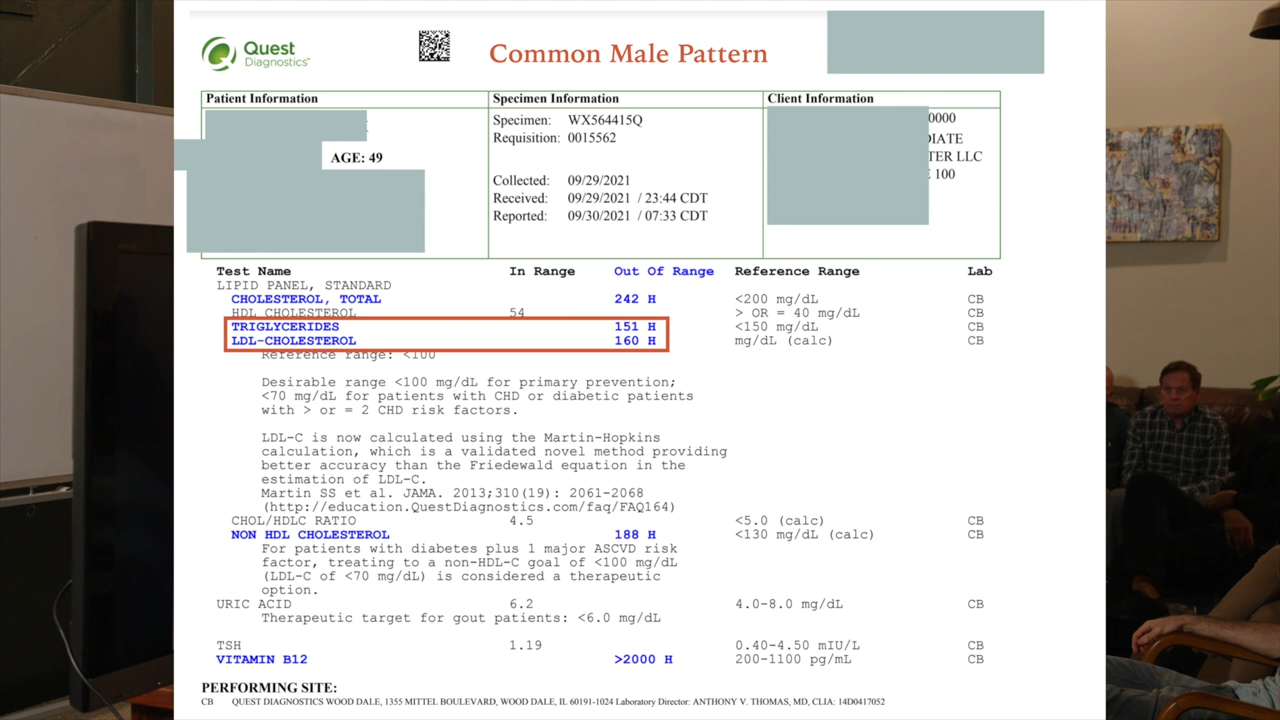 Quest
Diagnostics™
Common Male Pattern
Patient Information
AGE: 49
Specimen Information
Specimen: WX564415Q
Requisition: 0015562
Collected: 09/29/2021
Received: 09/29/2021 / 23:44 CDT
Reported: 09/30/2021 / 07:33 CDT
Client Information
0000
DIATE
TER LLC
100
Test Name In Range Out Of Range Reference Range Lab
LIPID PANEL, STANDARD
CHOLESTEROL, TOTAL 242 H <200 mg/dL CB
HDL CHOLESTEROL 54 > OR = 40 mg/dL CB
TRIGLYCERIDES 151 H <150 mg/dL CB
LDL-CHOLESTEROL 160 H mg/dL (calc) CB
Reference range: <100
Desirable range <100 mg/dL for primary prevention;
<70 mg/dL for patients with CHD or diabetic patients
with > or = 2 CHD risk factors.
LDL-C is now calculated using the Martin-Hopkins
calculation, which is a validated novel method providing
better accuracy than the Friedewald equation in the
estimation of LDL-C.
Martin SS et al. JAMA. 2013;310(19): 2061-2068
(http://education.QuestDiagnostics.com/faq/FAQ164)
CHOL/HDLC RATIO 4.5 <5.0 (calc) CB
NON HDL CHOLESTEROL 188 H <130 mg/dL (calc) CB
For patients with diabetes plus 1 major ASCVD risk
factor, treating to a non-HDL-C goal of <100 mg/dL
(LDL-C of <70 mg/dL) is considered a therapeutic
option.
URIC ACID 6.2 4.0-8.0 mg/dL CB
Therapeutic target for gout patients: <6.0 mg/dL
TSH 1.19 0.40-4.50 mIU/L CB
VITAMIN B12 >2000 H 200-1100 pg/mL CB
PERFORMING SITE:
CB QUEST DIAGNOSTICS WOOD DALE, 1355 MITTEL BOULEVARD, WOOD DALE, IL 60191-1024 Laboratory Director: ANTHONY V. THOMAS, MD, CLIA: 14D0417052